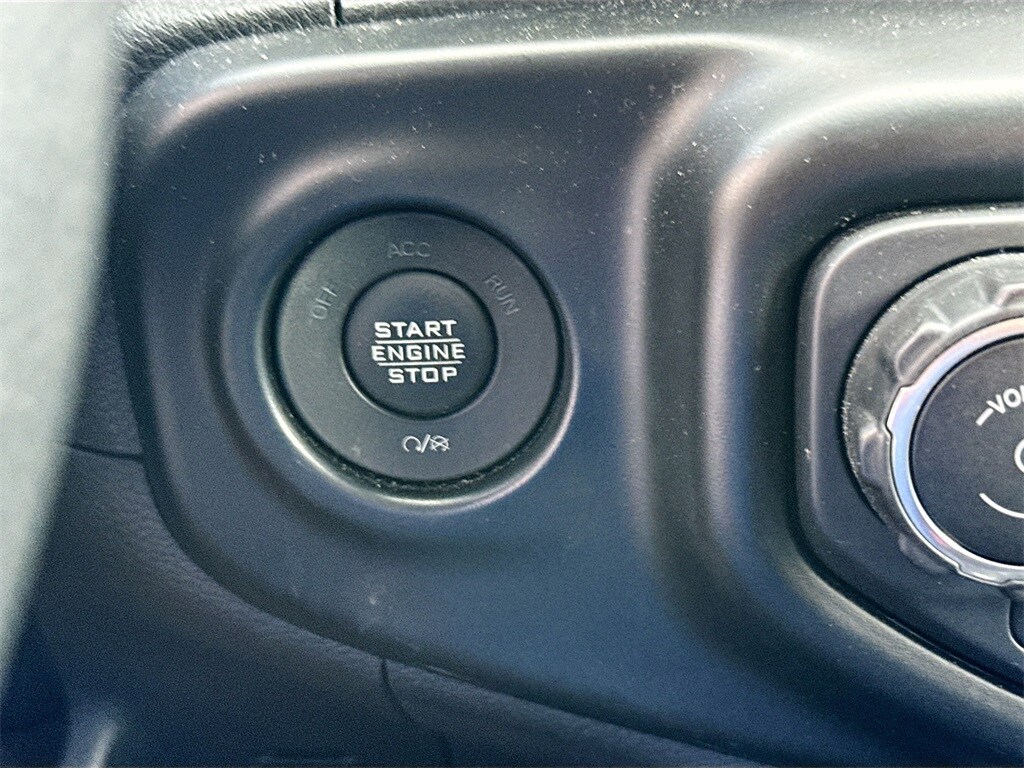 ACC
OFF
RUN
START
ENGINE
STOP